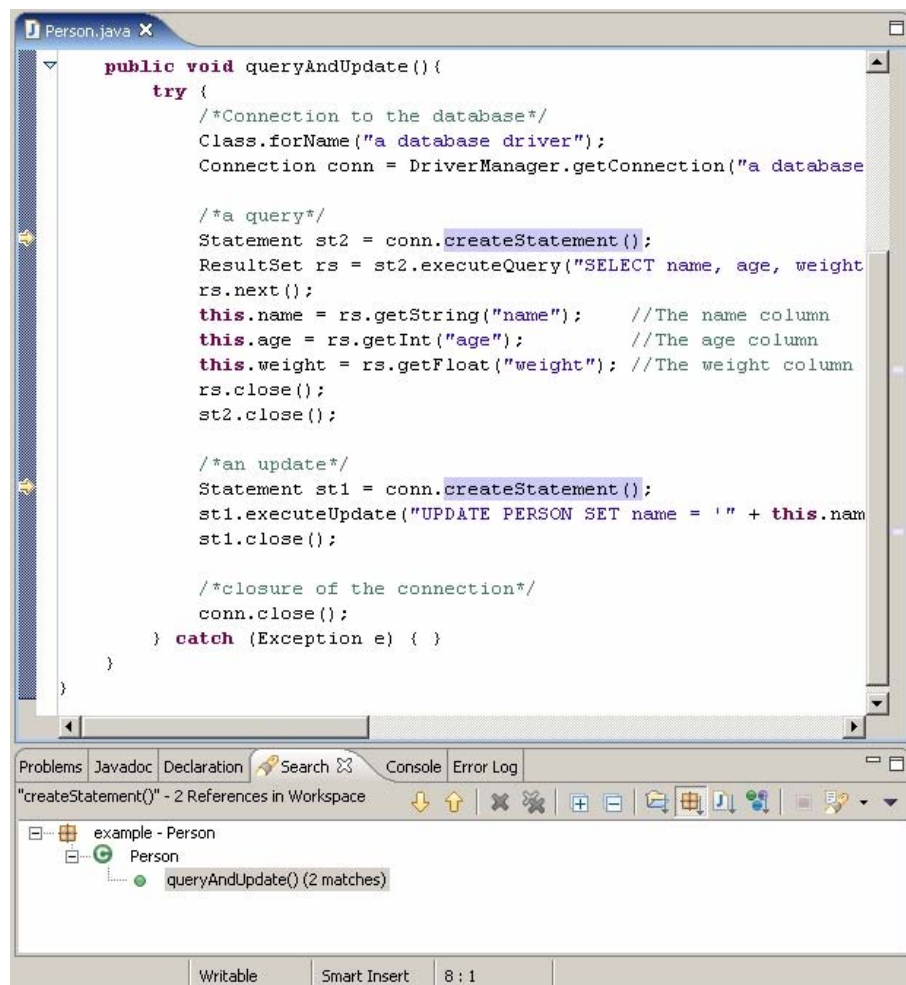 Person.java
public void queryAndUpdate(){
try {
/*Connection to the database*/
Class.forName("a database driver");
Connection conn = DriverManager.getConnection("a database
/*a query*/
Statement st2 = conn.createStatement();
ResultSet rs = st2.executeQuery("SELECT name, age, weight
rs.next();
this.name = rs.getString("name"); //The name column
this.age = rs.getInt("age"); //The age column
this.weight = rs.getFloat("weight"); //The weight column
rs.close();
st2.close();
/*an update*/
Statement st1 = conn.createStatement();
st1.executeUpdate("UPDATE PERSON SET name = '" + this.nam
st1.close();
/*closure of the connection*/
conn.close();
} catch (Exception e) { }
}
}
Problems Javadoc Declaration Search Console Error Log
"createStatement()" - 2 References in Workspace
example - Person
Person
queryAndUpdate() (2 matches)
Writable Smart Insert 8 : 1